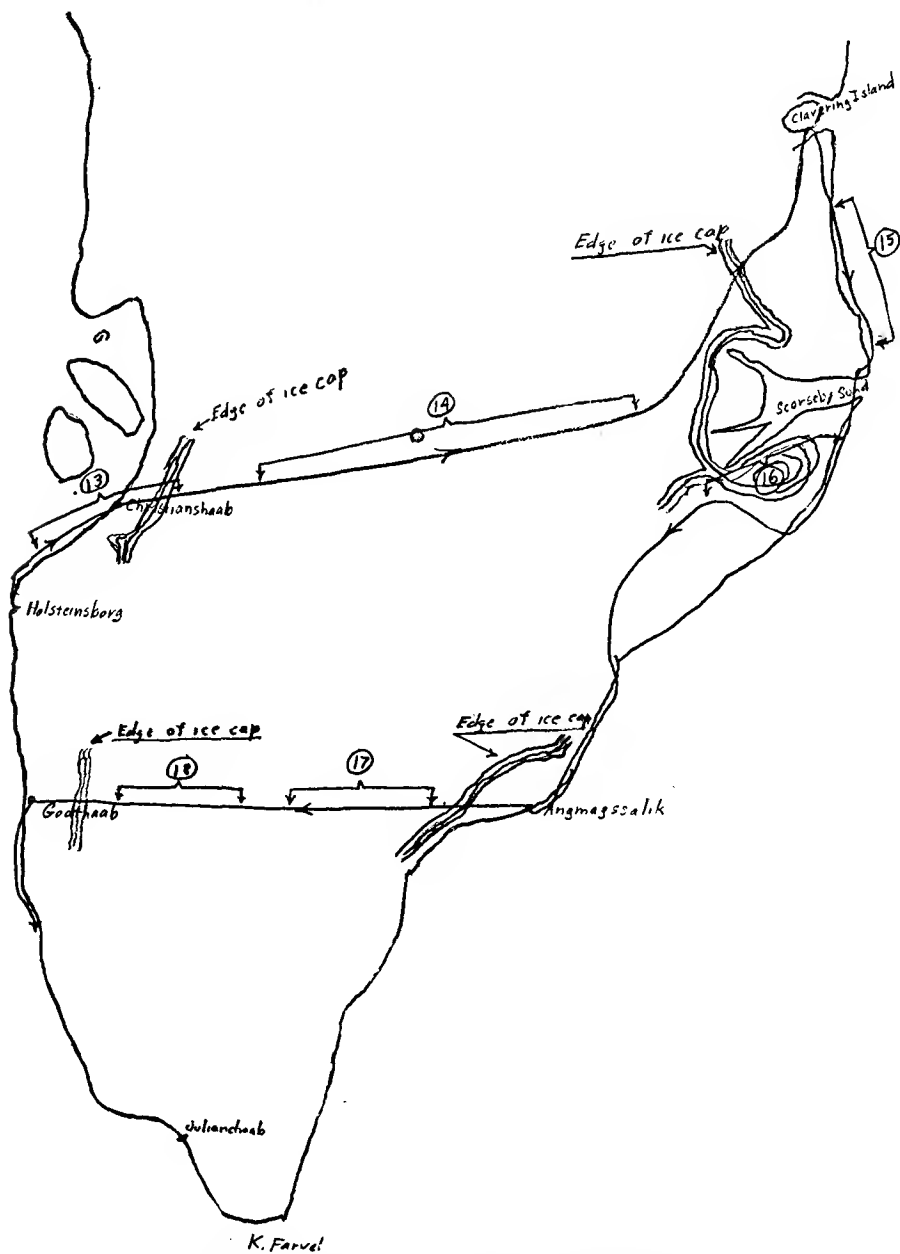 Clavering Island
Edge of ice cap
15
Edge of ice cap
14
Scorseby Sund
13
Christianshaab
16
Holsteinsborg
Edge of ice cap
Edge of ice cap
18
17
Godthaab
Angmagssalik
Julianehaab
K. Farvel